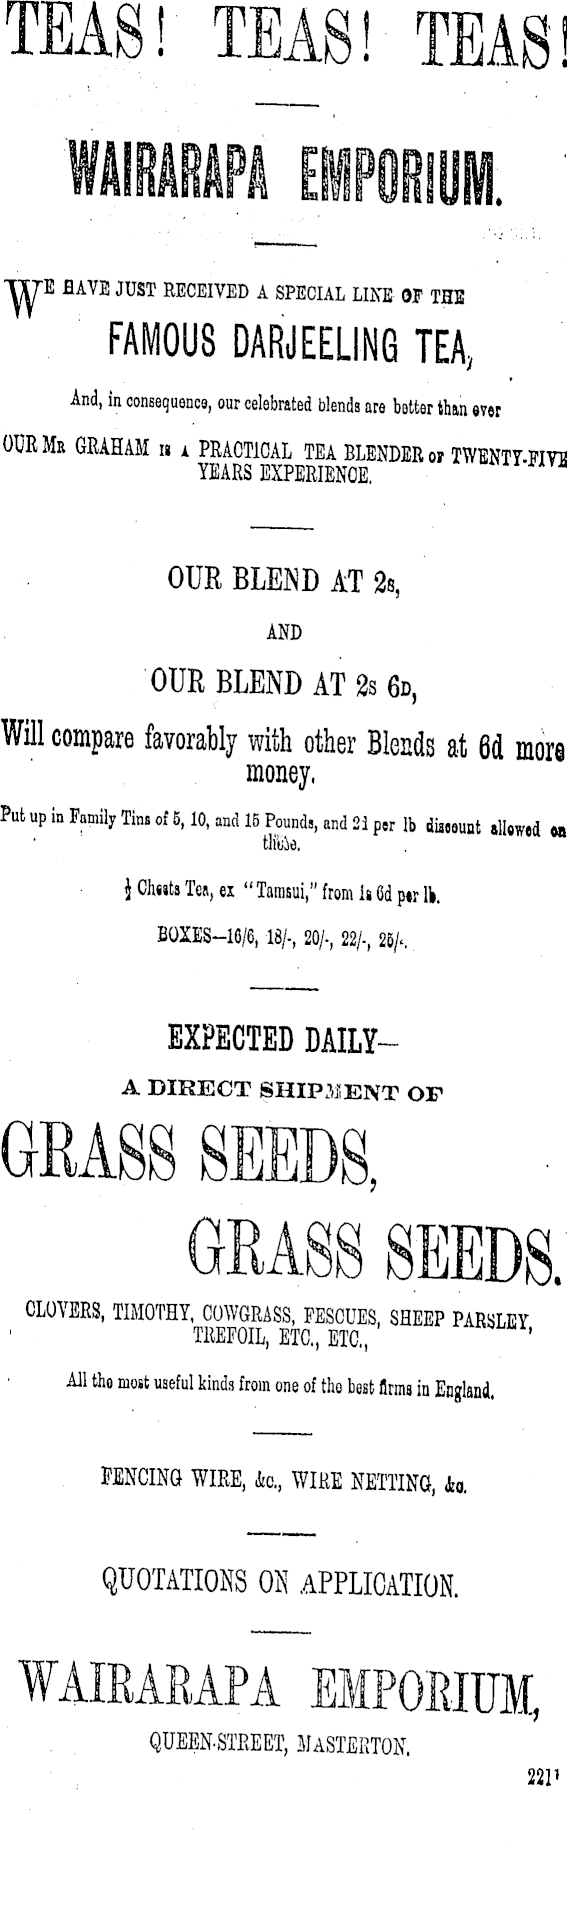 TEAS! TEAS! TEAS!
WAIRARAPA EMPORIUM.
WE HAVE JUST RECEIVED A SPECIAL LINE OF THE
FAMOUS DARJEELING TEA,
And, in consequence, our celebrated blends are better than ever
OUR MR GRAHAM IS A PRACTICAL TEA BLENDER OF TWENTY-FIVE
YEARS EXPERIENCE.
OUR BLEND AT 2s,
AND
OUR BLEND AT 2s 6D,
Will compare favorably with other Blends at 6d more
money.
Put up in Family Tins of 5, 10, and 15 Pounds, and 2d per lb discount allowed on
these.
½ Chests Tea, ex "Tamsui," from 1s 6d per lb.
BOXES—16/6, 18/-, 20/-, 22/-, 25/-.
EXPECTED DAILY—
A DIRECT SHIPMENT OF
GRASS SEEDS,
GRASS SEEDS.
CLOVERS, TIMOTHY, COWGRASS, FESCUES, SHEEP PARSLEY,
TREFOIL, ETC., ETC.,
All the most useful kinds from one of the best firms in England.
FENCING WIRE, &c., WIRE NETTING, &c.
QUOTATIONS ON APPLICATION.
WAIRARAPA EMPORIUM,
QUEEN-STREET, MASTERTON.
221